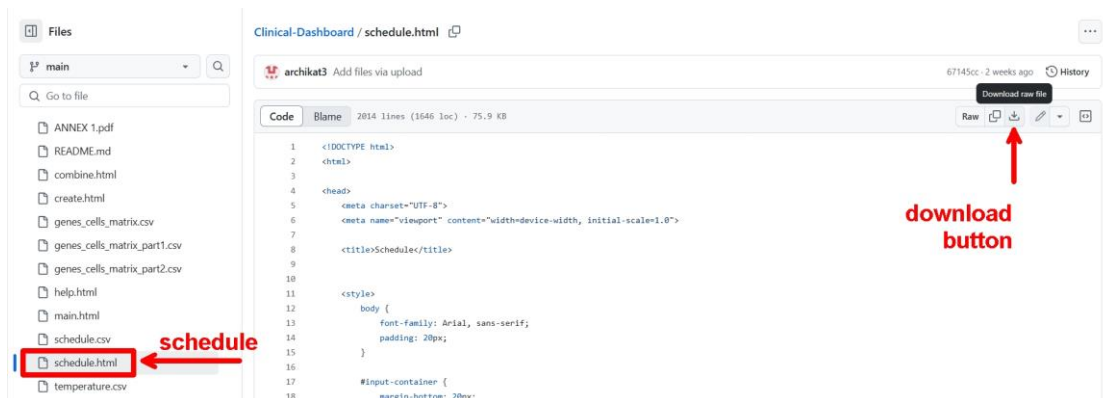 Files
main
Go to file
ANNEX 1.pdf
README.md
combine.html
create.html
genes_cells_matrix.csv
genes_cells_matrix_part1.csv
genes_cells_matrix_part2.csv
help.html
main.html
schedule.csv
schedule.html
temperature.csv
schedule
Clinical-Dashboard / schedule.html
archikat3 Add files via upload
67145cc · 2 weeks ago History
Download raw file
Code Blame 2014 lines (1646 loc) · 75.9 KB
Raw
1 <!DOCTYPE html>
2 <html>
3
4 <head>
5 <meta charset="UTF-8">
6 <meta name="viewport" content="width=device-width, initial-scale=1.0">
7
8 <title>Schedule</title>
9
10
11 <style>
12 body {
13 font-family: Arial, sans-serif;
14 padding: 20px;
15 }
16
17 #input-container {
18 margin-bottom: 20px;
download
button